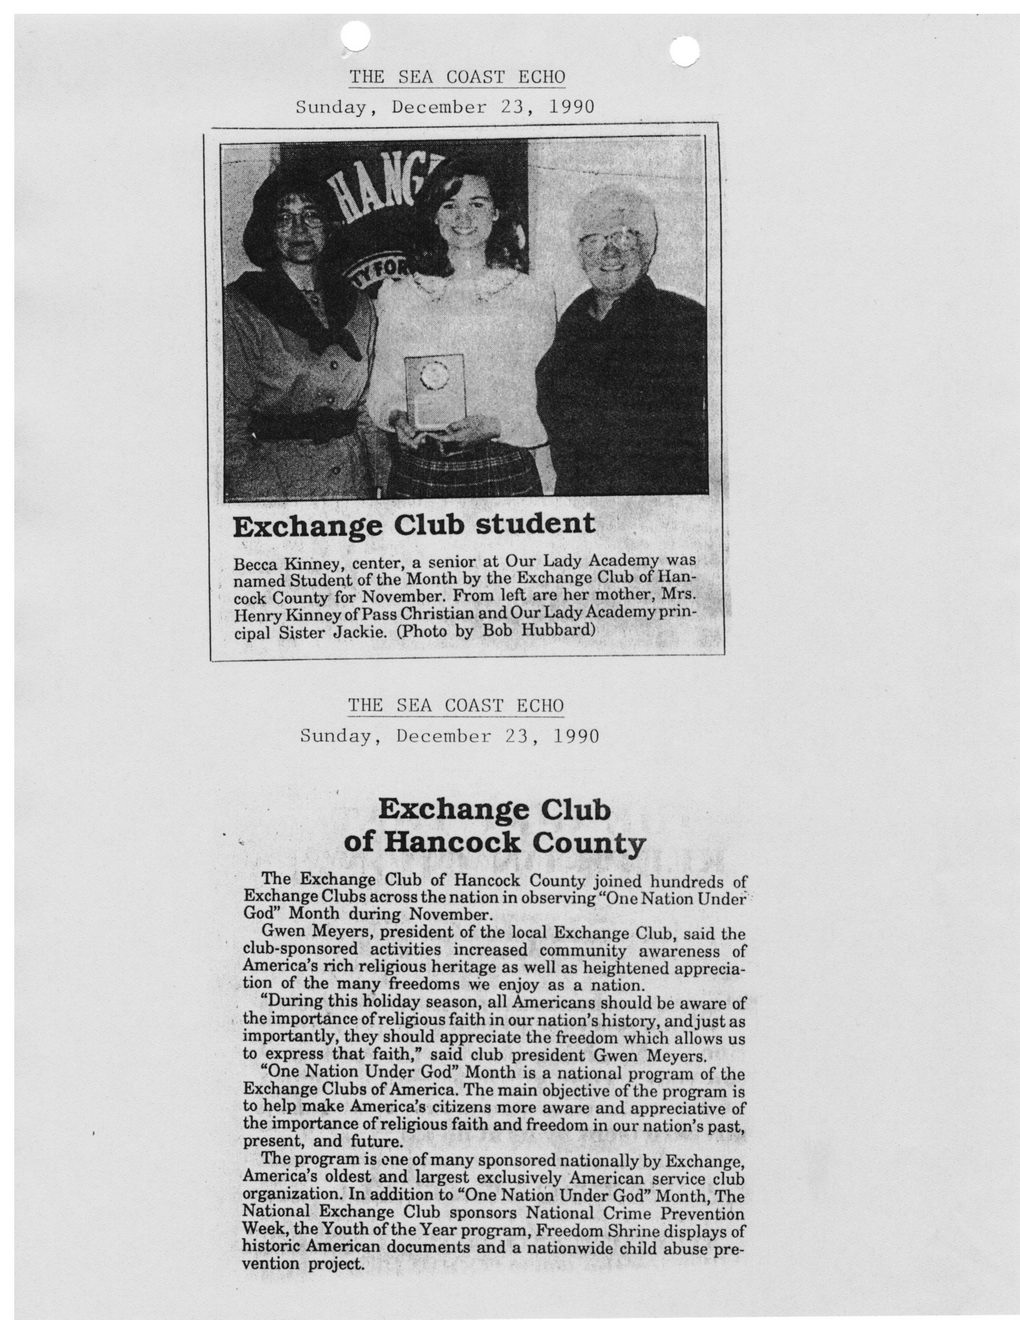 THE SEA COAST ECHO
Sunday, December 23, 1990
HANGE
TY FOR
Exchange Club student
Becca Kinney, center, a senior at Our Lady Academy was
named Student of the Month by the Exchange Club of Han-
cock County for November. From left are her mother, Mrs.
Henry Kinney of Pass Christian and Our Lady Academy prin-
cipal Sister Jackie. (Photo by Bob Hubbard)
THE SEA COAST ECHO
Sunday, December 23, 1990
Exchange Club
of Hancock County
The Exchange Club of Hancock County joined hundreds of
Exchange Clubs across the nation in observing "One Nation Under
God" Month during November.
Gwen Meyers, president of the local Exchange Club, said the
club-sponsored activities increased community awareness of
America's rich religious heritage as well as heightened apprecia-
tion of the many freedoms we enjoy as a nation.
"During this holiday season, all Americans should be aware of
the importance of religious faith in our nation's history, and just as
importantly, they should appreciate the freedom which allows us
to express that faith," said club president Gwen Meyers.
"One Nation Under God" Month is a national program of the
Exchange Clubs of America. The main objective of the program is
to help make America's citizens more aware and appreciative of
the importance of religious faith and freedom in our nation's past,
present, and future.
The program is one of many sponsored nationally by Exchange,
America's oldest and largest exclusively American service club
organization. In addition to "One Nation Under God" Month, The
National Exchange Club sponsors National Crime Prevention
Week, the Youth of the Year program, Freedom Shrine displays of
historic American documents and a nationwide child abuse pre-
vention project.